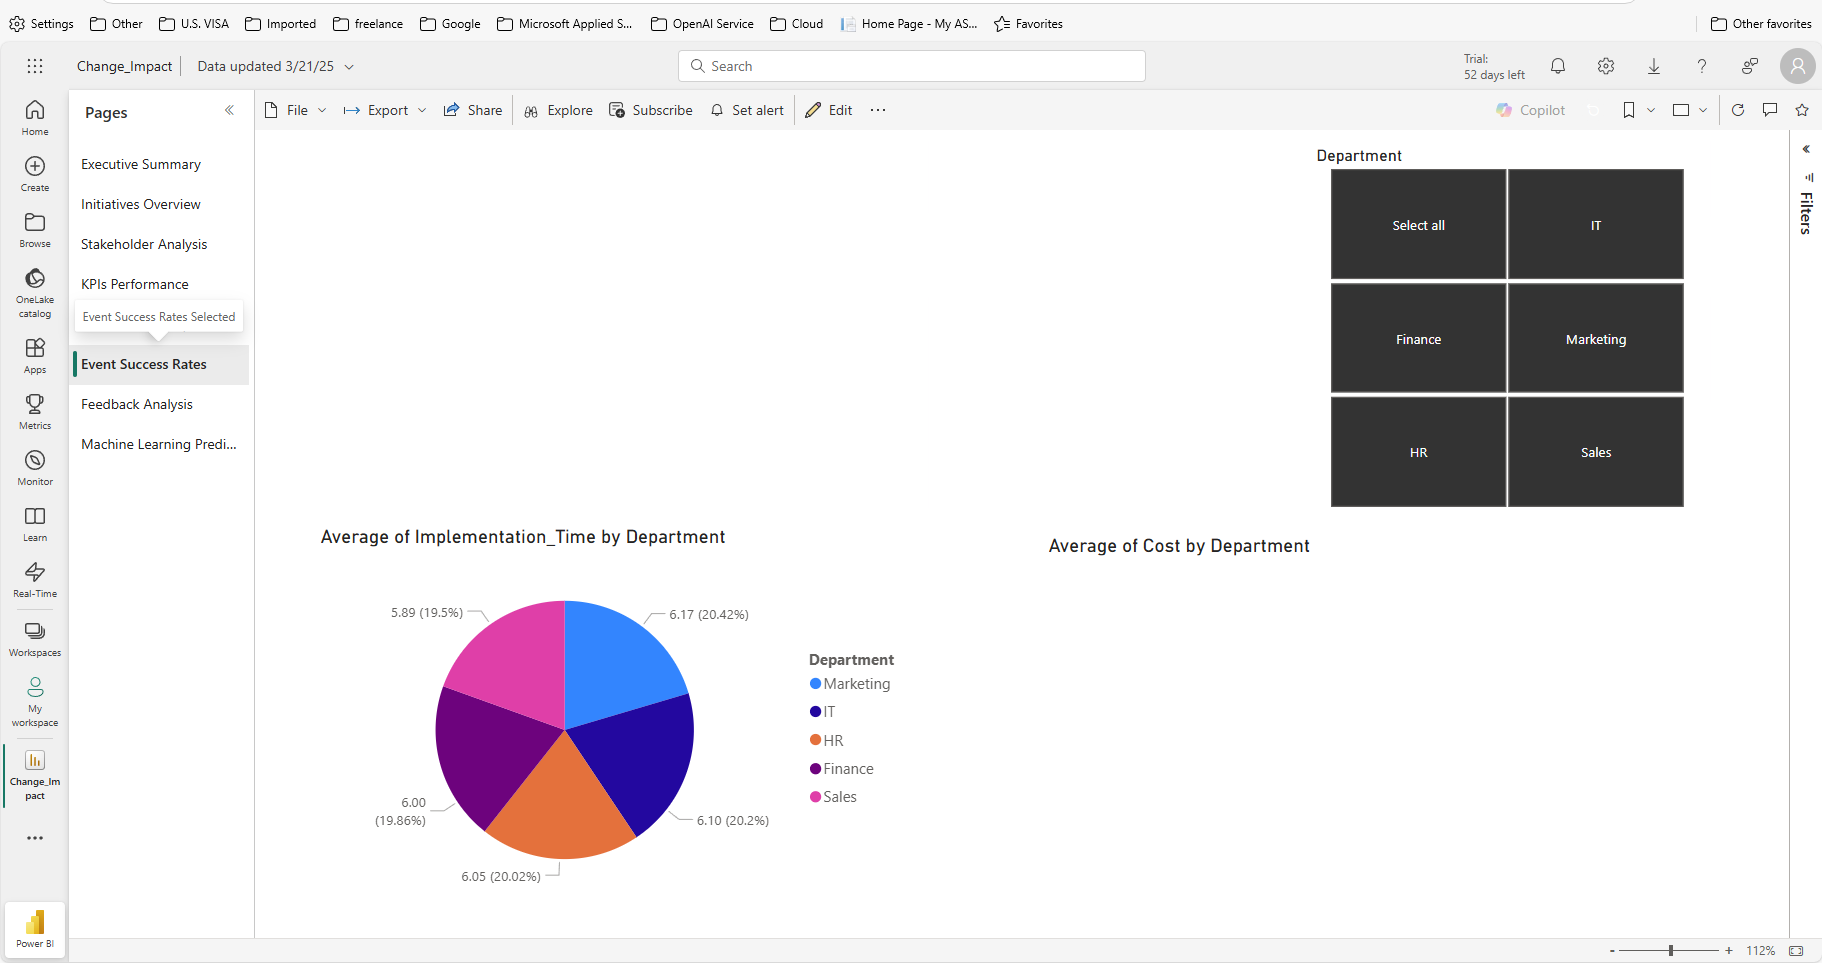 Settings
Other
U.S. VISA
Imported
freelance
Google
Microsoft Applied S...
OpenAI Service
Cloud
Home Page - My AS...
Favorites
Other favorites
Change_Impact
Data updated 3/21/25
Search
Trial:
52 days left
Home
Create
Browse
OneLake
catalog
Apps
Metrics
Monitor
Learn
Real-Time
Workspaces
My
workspace
Change_Im
pact
Power BI
Pages
Executive Summary
Initiatives Overview
Stakeholder Analysis
KPIs Performance
Event Success Rates Selected
Event Success Rates
Feedback Analysis
Machine Learning Predi...
File
Export
Share
Explore
Subscribe
Set alert
Edit
Copilot
Filters
Department
Select all
IT
Finance
Marketing
HR
Sales
Average of Implementation_Time by Department
5.89 (19.5%)
6.17 (20.42%)
6.00
(19.86%)
6.10 (20.2%)
6.05 (20.02%)
Department
Marketing
IT
HR
Finance
Sales
Average of Cost by Department
- + 112%